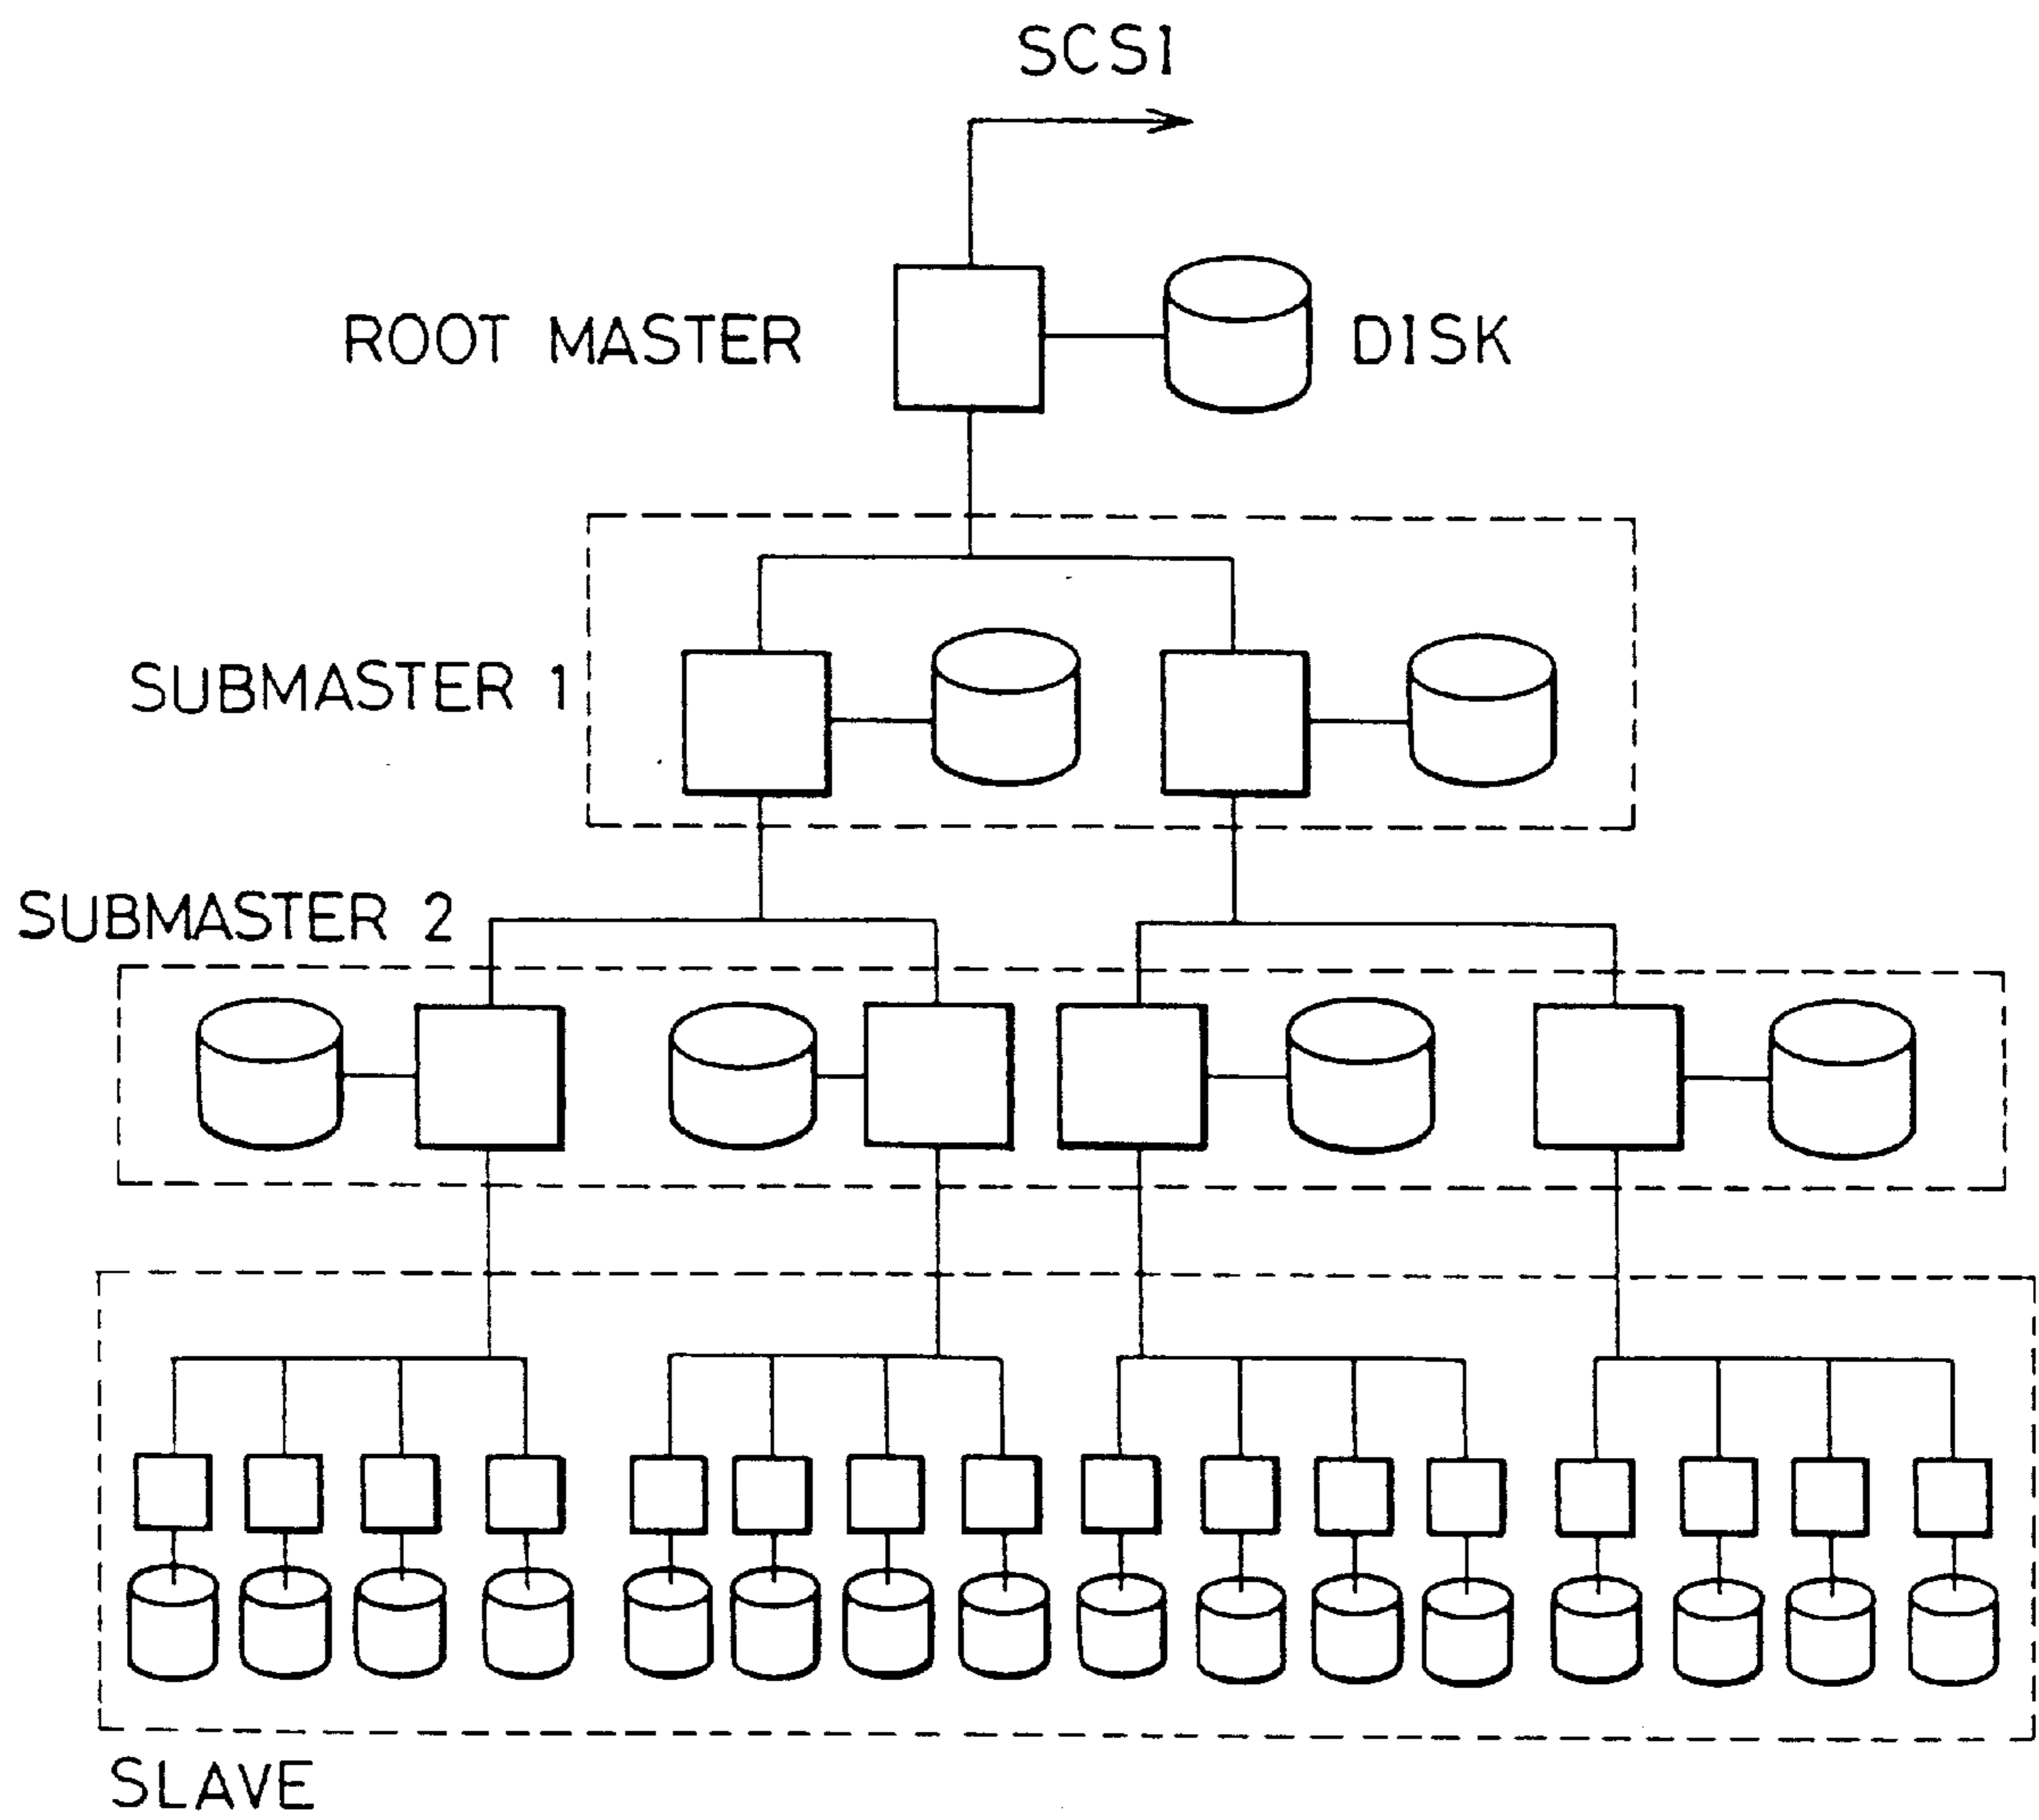 SCSI
ROOT MASTER
DISK
SUBMASTER 1
SUBMASTER 2
SLAVE